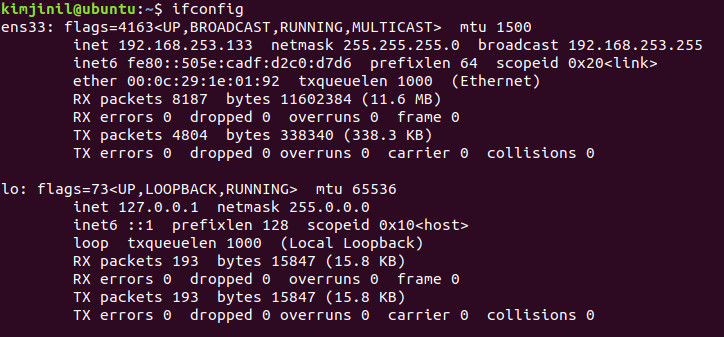 kimjinil@ubuntu:~$ ifconfig
ens33: flags=4163<UP,BROADCAST,RUNNING,MULTICAST>  mtu 1500
        inet 192.168.253.133  netmask 255.255.255.0  broadcast 192.168.253.255
        inet6 fe80::505e:cadf:d2c0:d7d6  prefixlen 64  scopeid 0x20<link>
        ether 00:0c:29:1e:01:92  txqueuelen 1000  (Ethernet)
        RX packets 8187  bytes 11602384 (11.6 MB)
        RX errors 0  dropped 0  overruns 0  frame 0
        TX packets 4804  bytes 338340 (338.3 KB)
        TX errors 0  dropped 0 overruns 0  carrier 0  collisions 0

lo: flags=73<UP,LOOPBACK,RUNNING>  mtu 65536
        inet 127.0.0.1  netmask 255.0.0.0
        inet6 ::1  prefixlen 128  scopeid 0x10<host>
        loop  txqueuelen 1000  (Local Loopback)
        RX packets 193  bytes 15847 (15.8 KB)
        RX errors 0  dropped 0  overruns 0  frame 0
        TX packets 193  bytes 15847 (15.8 KB)
        TX errors 0  dropped 0 overruns 0  carrier 0  collisions 0